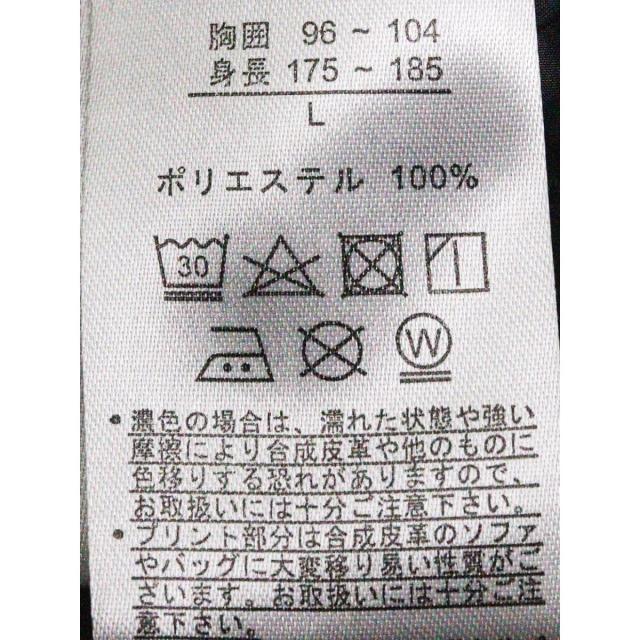 胸囲 96 ~ 104
身長 175 ~ 185
L
ポリエステル 100%
30
W
• 濃色の場合は、濡れた状態や強い
摩擦により合成皮革や他のものに
色移りする恐れがありますので、
お取扱いには十分ご注意下さい。
• プリント部分は合成皮革のソファ
やバッグに大変移り易い性質がご
ざいます。お取扱いには十分ご注
意下さい。